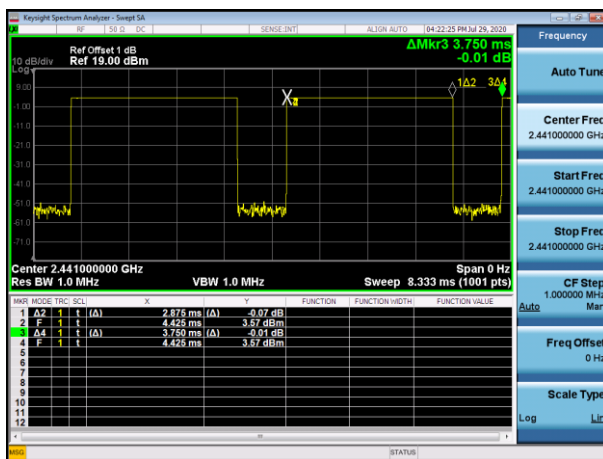 Keysight Spectrum Analyzer - Swept SA
RF 50 Ω DC SENSE:INT ALIGN AUTO 04:22:25 PM Jul 29, 2020
Frequency
ΔMkr3 3.750 ms
-0.01 dB
Ref Offset 1 dB
10 dB/div Ref 19.00 dBm
Log
Auto Tune
1Δ2 3Δ4
9.00
-1.00
-11.0
-21.0
-31.0
-41.0
-51.0
-61.0
-71.0
X
Center Freq
2.441000000 GHz
Start Freq
2.441000000 GHz
Stop Freq
2.441000000 GHz
Center 2.441000000 GHz Span 0 Hz
Res BW 1.0 MHz VBW 1.0 MHz Sweep 8.333 ms (1001 pts)
CF Step
1.000000 MHz
Auto Man
MKR MODE TRC SCL X Y FUNCTION FUNCTION WIDTH FUNCTION VALUE
1 Δ2 1 t (Δ) 2.875 ms (Δ) -0.07 dB
2 F 1 t 4.425 ms 3.57 dBm
3 Δ4 1 t (Δ) 3.750 ms (Δ) -0.01 dB
4 F 1 t 4.425 ms 3.57 dBm
5
6
7
8
9
10
11
12
Freq Offset
0 Hz
Scale Type
Log Lin
MSG STATUS